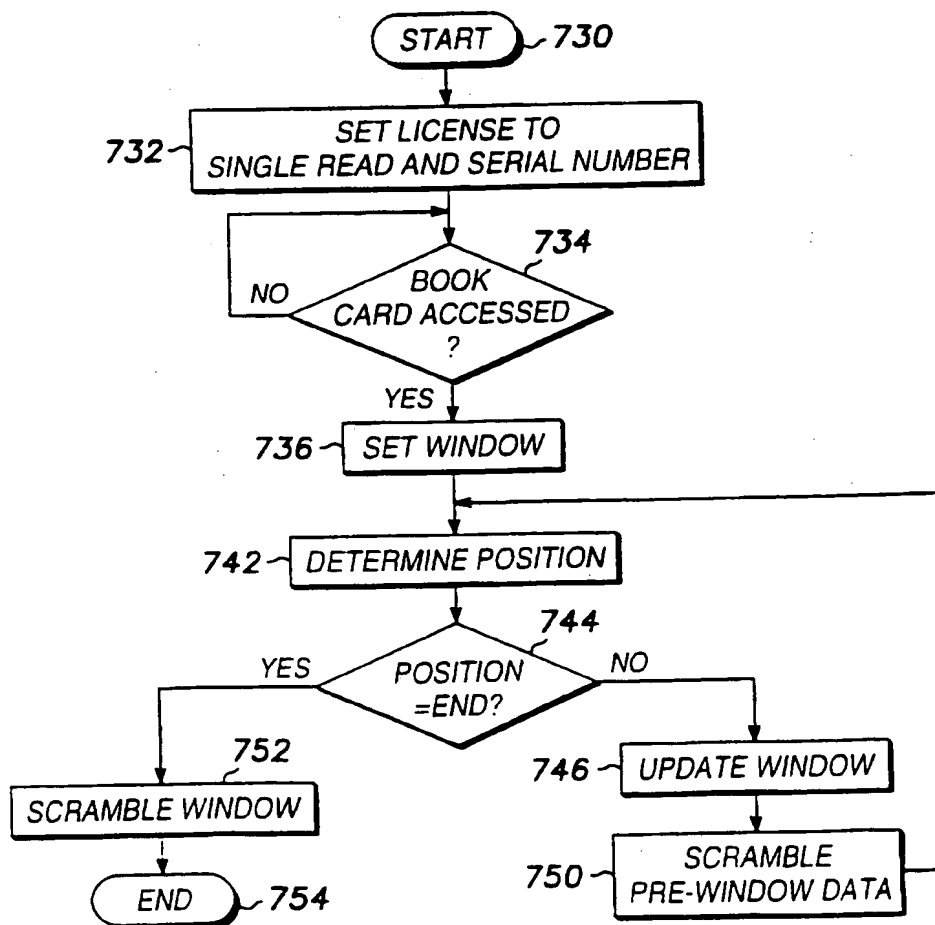 START
730
732
SET LICENSE TO
SINGLE READ AND SERIAL NUMBER
734
BOOK
CARD ACCESSED
?
NO
YES
736
SET WINDOW
742
DETERMINE POSITION
744
POSITION
=END?
YES
NO
752
SCRAMBLE WINDOW
746
UPDATE WINDOW
750
SCRAMBLE
PRE-WINDOW DATA
END
754